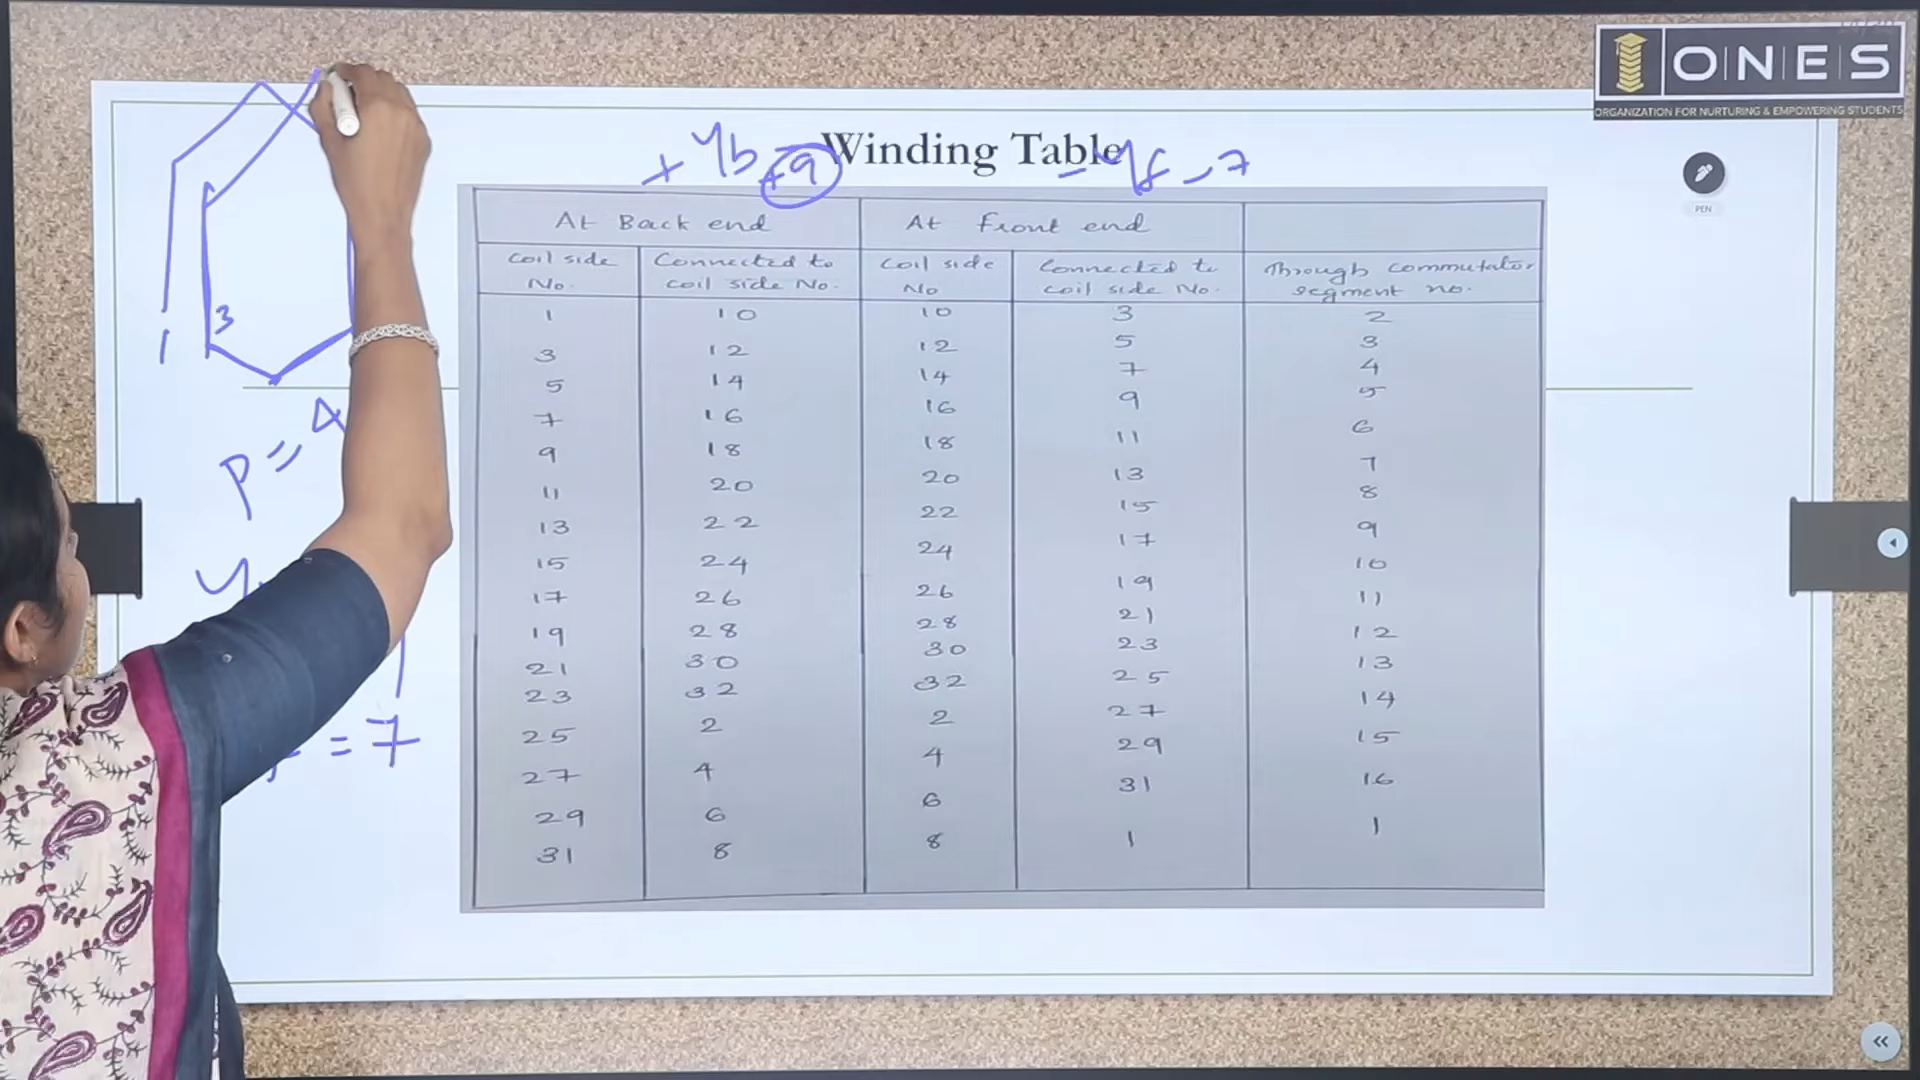 O|N|E|S
ORGANIZATION FOR NURTURING & EMPOWERING STUDENTS
Winding Table
+ Yb +9 - Yf -7
PEN
At Back end At Front end
Coil side No. Connected to coil side No. Coil side No Connected to coil side No. Through commutator segment no.
1 10 10 3 2
3 12 12 5 3
5 14 14 7 4
7 16 16 9 5
9 18 18 11 6
11 20 20 13 7
13 22 22 15 8
15 24 24 17 9
17 26 26 19 10
19 28 28 21 11
21 30 30 23 12
23 32 32 25 13
25 2 2 27 14
27 4 4 29 15
29 6 6 31 16
31 8 8 1 1
1
3
P = 4
Y
= 7